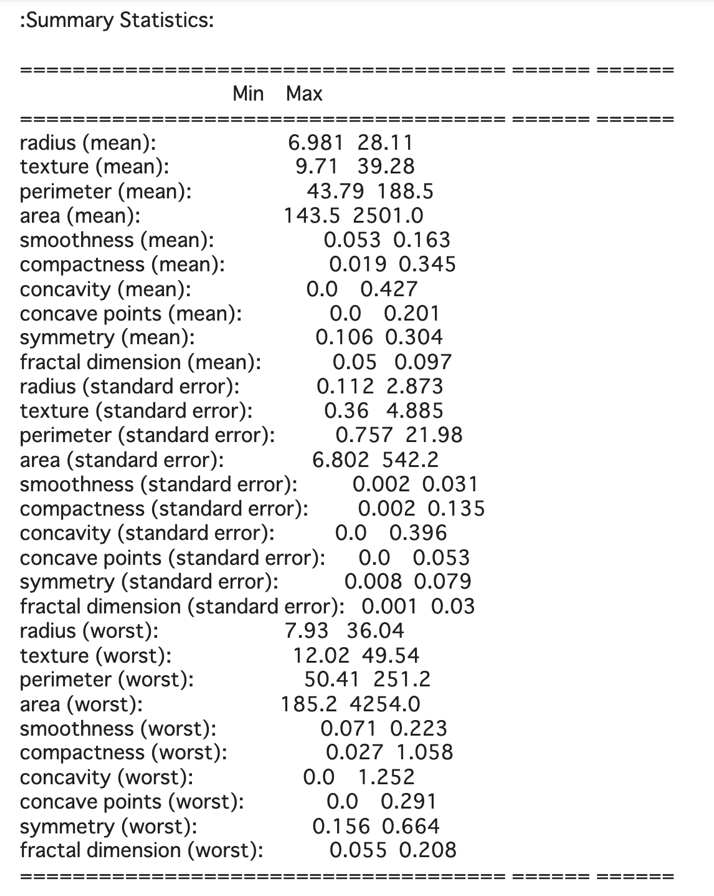 :Summary Statistics:
===================================== ====== ======
Min Max
===================================== ====== ======
radius (mean): 6.981 28.11
texture (mean): 9.71 39.28
perimeter (mean): 43.79 188.5
area (mean): 143.5 2501.0
smoothness (mean): 0.053 0.163
compactness (mean): 0.019 0.345
concavity (mean): 0.0 0.427
concave points (mean): 0.0 0.201
symmetry (mean): 0.106 0.304
fractal dimension (mean): 0.05 0.097
radius (standard error): 0.112 2.873
texture (standard error): 0.36 4.885
perimeter (standard error): 0.757 21.98
area (standard error): 6.802 542.2
smoothness (standard error): 0.002 0.031
compactness (standard error): 0.002 0.135
concavity (standard error): 0.0 0.396
concave points (standard error): 0.0 0.053
symmetry (standard error): 0.008 0.079
fractal dimension (standard error): 0.001 0.03
radius (worst): 7.93 36.04
texture (worst): 12.02 49.54
perimeter (worst): 50.41 251.2
area (worst): 185.2 4254.0
smoothness (worst): 0.071 0.223
compactness (worst): 0.027 1.058
concavity (worst): 0.0 1.252
concave points (worst): 0.0 0.291
symmetry (worst): 0.156 0.664
fractal dimension (worst): 0.055 0.208
===================================== ====== ======